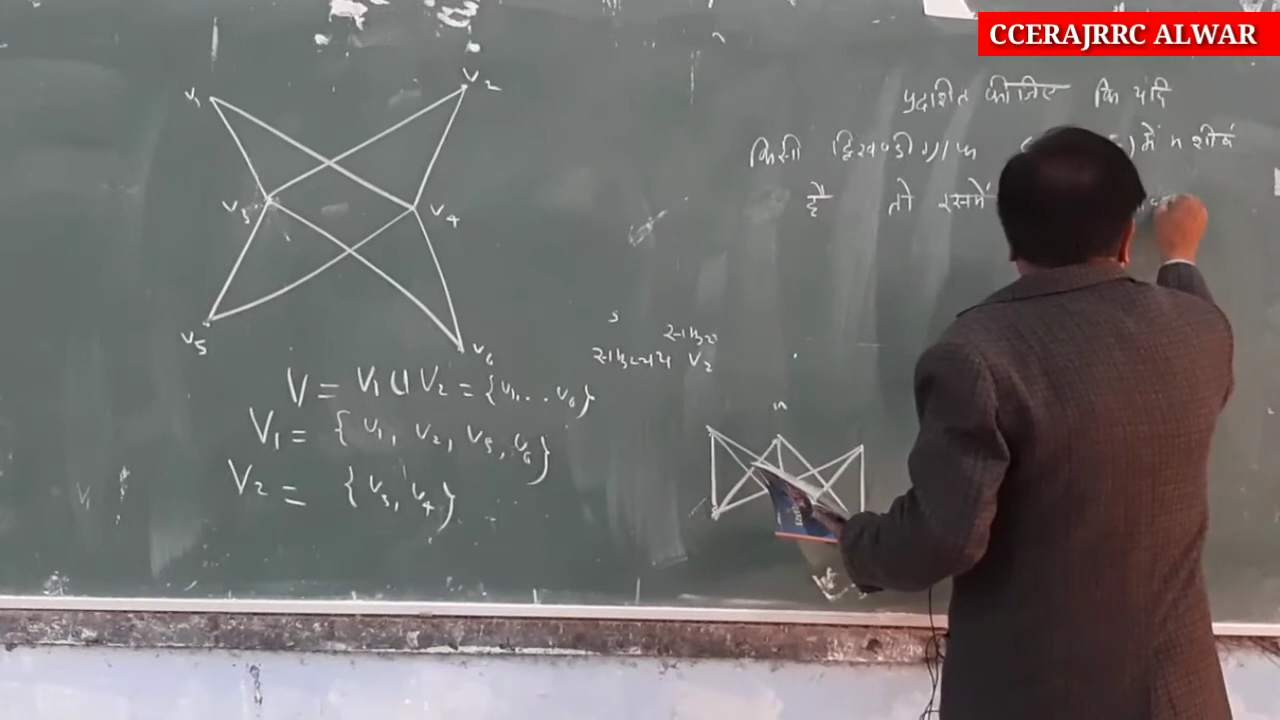 CCERAJRRC ALWAR
v1
v2
v3
v4
v5
v6
V = V1 ∪ V2 = {v1, .. v6}
V1 = { v1, v2, v5, v6}
V2 = {v3, v4}
s
V2
n
प्रदर्शित कीजिए कि यदि
किसी द्विखण्डी ग्राफ ) में n शीर्ष
है तो इसमें